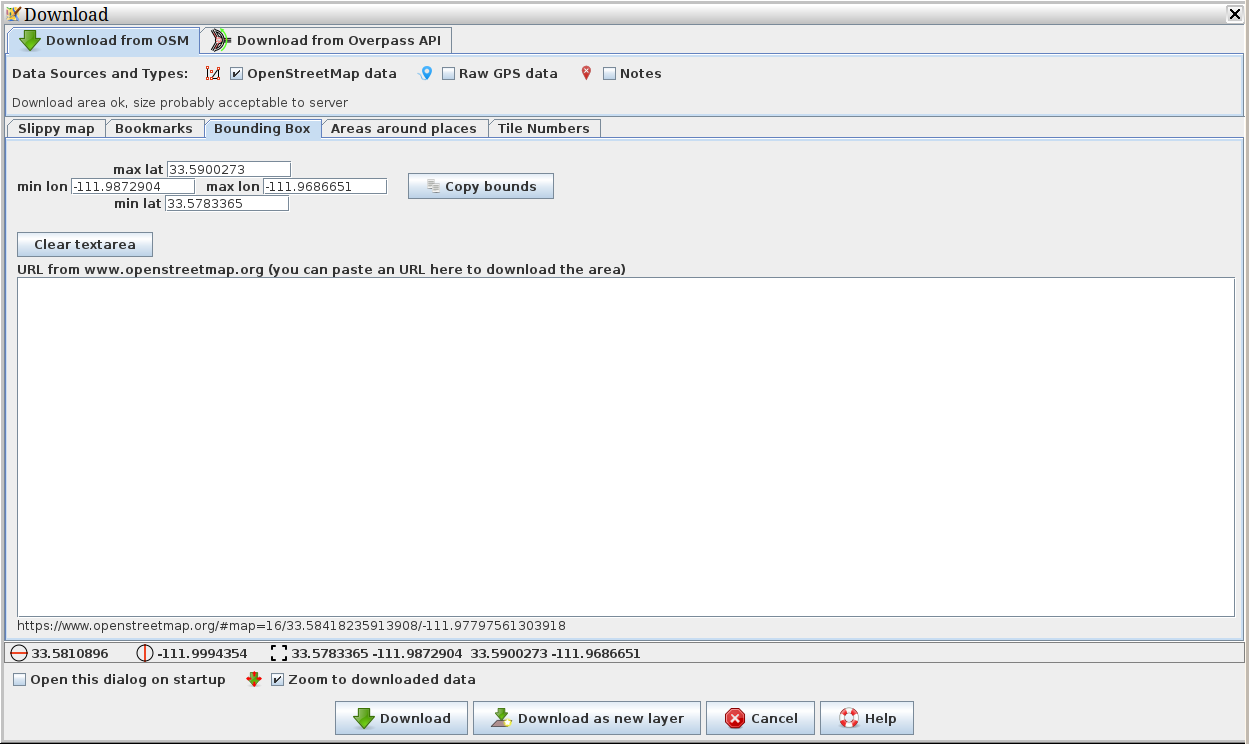 Download
Download from OSM Download from Overpass API
Data Sources and Types: OpenStreetMap data Raw GPS data Notes
Download area ok, size probably acceptable to server
Slippy map Bookmarks Bounding Box Areas around places Tile Numbers
max lat 33.5900273
min lon -111.9872904 max lon -111.9686651 Copy bounds
min lat 33.5783365
Clear textarea
URL from www.openstreetmap.org (you can paste an URL here to download the area)
https://www.openstreetmap.org/#map=16/33.58418235913908/-111.97797561303918
33.5810896 -111.9994354 33.5783365 -111.9872904 33.5900273 -111.9686651
Open this dialog on startup Zoom to downloaded data
Download Download as new layer Cancel Help